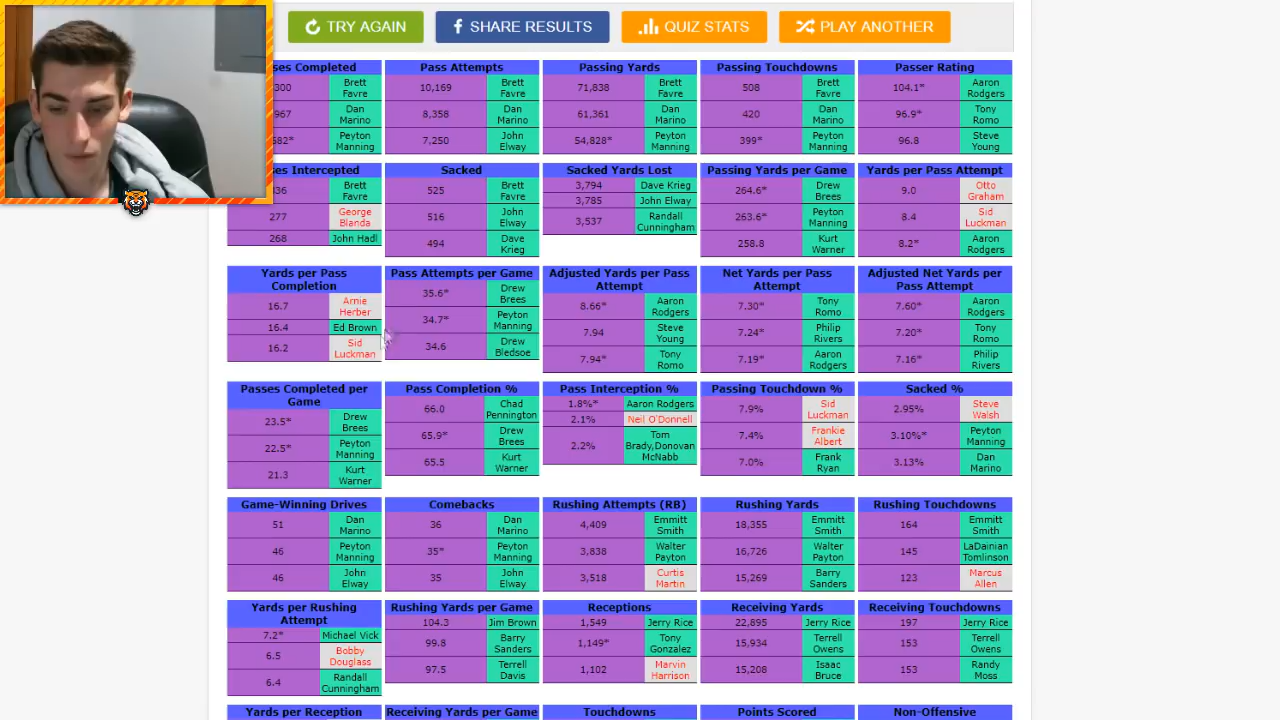 TRY AGAIN
SHARE RESULTS
QUIZ STATS
PLAY ANOTHER
Completed
Pass Attempts
Passing Yards
Passing Touchdowns
Passer Rating
300 Brett Favre
967 Dan Marino
582* Peyton Manning
10,169 Brett Favre
8,358 Dan Marino
7,250 John Elway
71,838 Brett Favre
61,361 Dan Marino
54,828* Peyton Manning
508 Brett Favre
420 Dan Marino
399* Peyton Manning
104.1* Aaron Rodgers
96.9* Tony Romo
96.8 Steve Young
Intercepted
Sacked
Sacked Yards Lost
Passing Yards per Game
Yards per Pass Attempt
36 Brett Favre
277 George Blanda
268 John Hadl
525 Brett Favre
516 John Elway
494 Dave Krieg
3,794 Dave Krieg
3,785 John Elway
3,537 Randall Cunningham
264.6* Drew Brees
263.6* Peyton Manning
258.8 Kurt Warner
9.0 Otto Graham
8.4 Sid Luckman
8.2* Aaron Rodgers
Yards per Pass Completion
Pass Attempts per Game
Adjusted Yards per Pass Attempt
Net Yards per Pass Attempt
Adjusted Net Yards per Pass Attempt
16.7 Arnie Herber
16.4 Ed Brown
16.2 Sid Luckman
35.6* Drew Brees
34.7* Peyton Manning
34.6 Drew Bledsoe
8.66* Aaron Rodgers
7.94 Steve Young
7.94* Tony Romo
7.30* Tony Romo
7.24* Philip Rivers
7.19* Aaron Rodgers
7.60* Aaron Rodgers
7.20* Tony Romo
7.16* Philip Rivers
Passes Completed per Game
Pass Completion %
Pass Interception %
Passing Touchdown %
Sacked %
23.5* Drew Brees
22.5* Peyton Manning
21.3 Kurt Warner
66.0 Chad Pennington
65.9* Drew Brees
65.5 Kurt Warner
1.8%* Aaron Rodgers
2.1% Neil O'Donnell
2.2% Tom Brady,Donovan McNabb
7.9% Sid Luckman
7.4% Frankie Albert
7.0% Frank Ryan
2.95% Steve Walsh
3.10%* Peyton Manning
3.13% Dan Marino
Game-Winning Drives
Comebacks
Rushing Attempts (RB)
Rushing Yards
Rushing Touchdowns
51 Dan Marino
46 Peyton Manning
46 John Elway
36 Dan Marino
35* Peyton Manning
35 John Elway
4,409 Emmitt Smith
3,838 Walter Payton
3,518 Curtis Martin
18,355 Emmitt Smith
16,726 Walter Payton
15,269 Barry Sanders
164 Emmitt Smith
145 LaDainian Tomlinson
123 Marcus Allen
Yards per Rushing Attempt
Rushing Yards per Game
Receptions
Receiving Yards
Receiving Touchdowns
7.2* Michael Vick
6.5 Bobby Douglass
6.4 Randall Cunningham
104.3 Jim Brown
99.8 Barry Sanders
97.5 Terrell Davis
1,549 Jerry Rice
1,149* Tony Gonzalez
1,102 Marvin Harrison
22,895 Jerry Rice
15,934 Terrell Owens
15,208 Isaac Bruce
197 Jerry Rice
153 Terrell Owens
153 Randy Moss
Yards per Reception
Receiving Yards per Game
Touchdowns
Points Scored
Non-Offensive